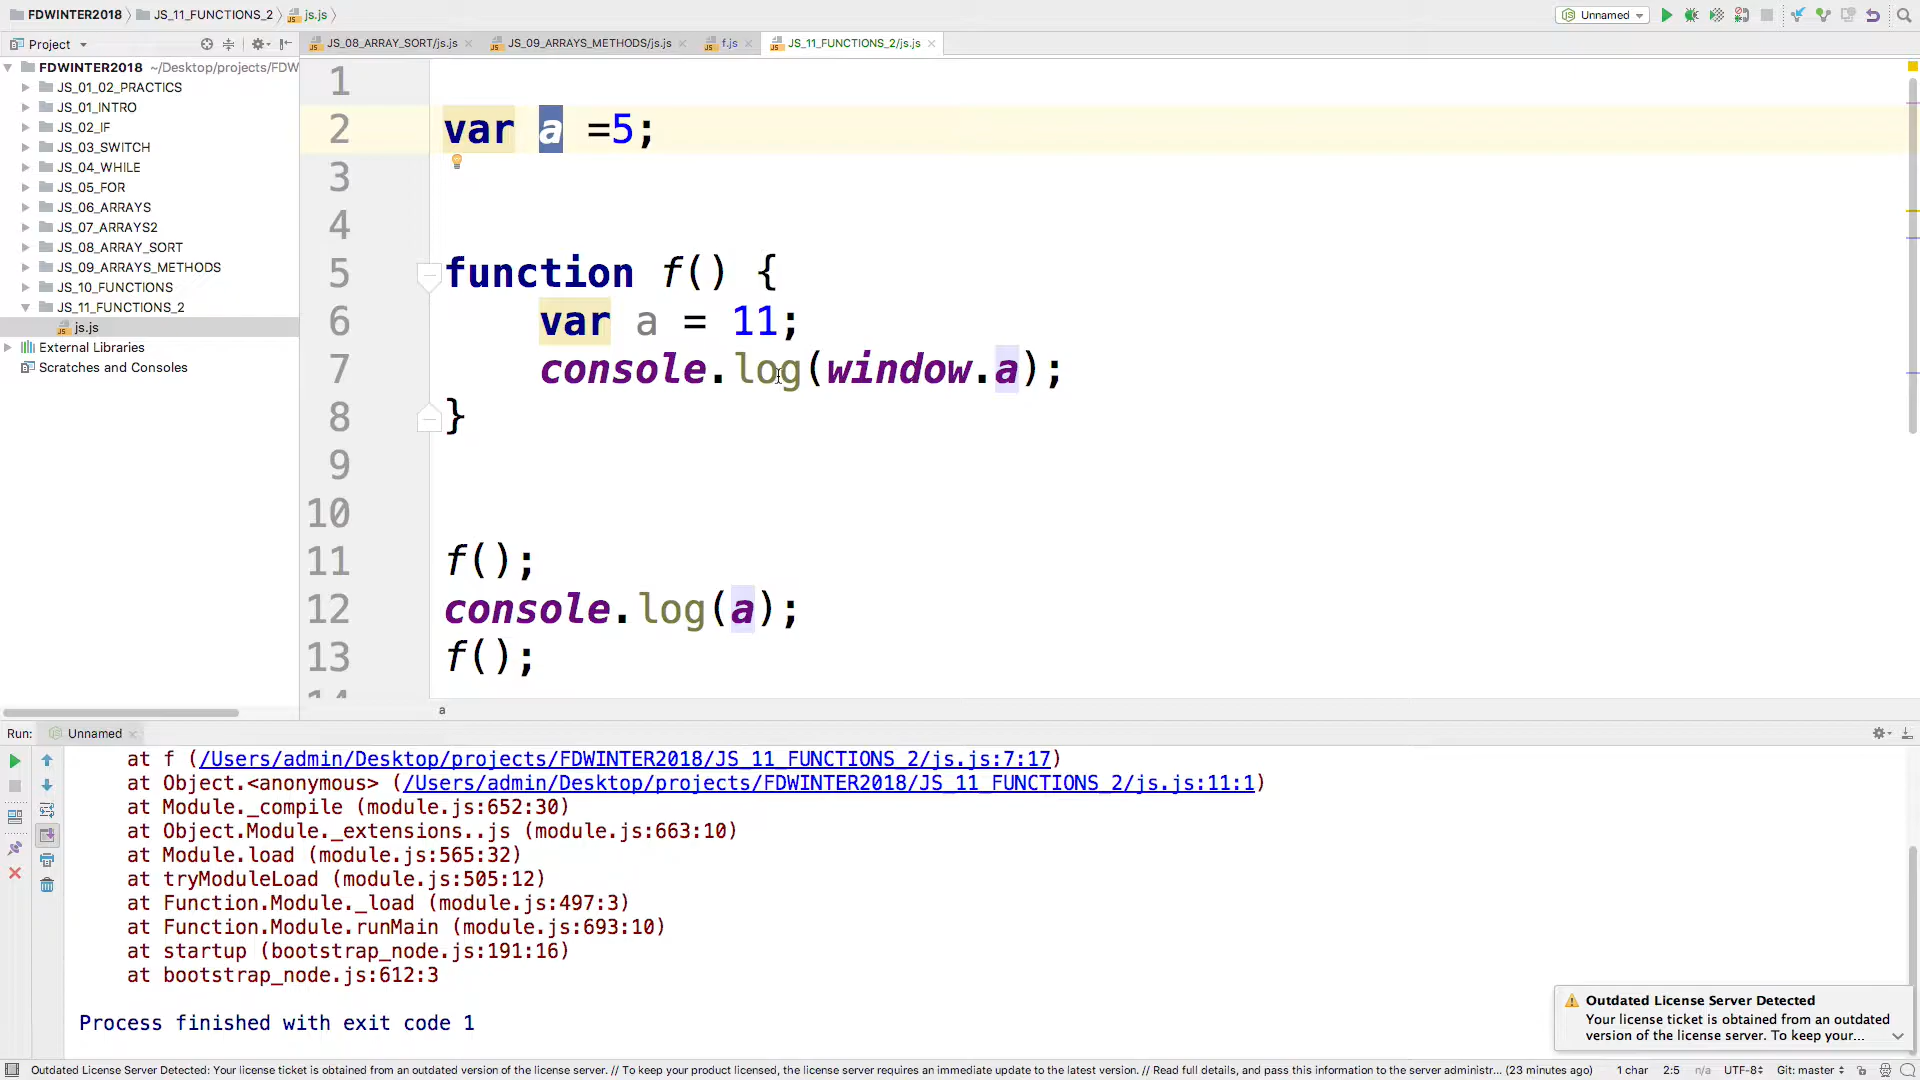 FDWINTER2018 JS_11_FUNCTIONS_2 js.js Unnamed
Project JS_08_ARRAY_SORT/js.js JS_09_ARRAYS_METHODS/js.js f.js JS_11_FUNCTIONS_2/js.js
FDWINTER2018 ~/Desktop/projects/FDW
JS_01_02_PRACTICS
JS_01_INTRO
JS_02_IF
JS_03_SWITCH
JS_04_WHILE
JS_05_FOR
JS_06_ARRAYS
JS_07_ARRAYS2
JS_08_ARRAY_SORT
JS_09_ARRAYS_METHODS
JS_10_FUNCTIONS
JS_11_FUNCTIONS_2
js.js
External Libraries
Scratches and Consoles
1
2 var a =5;
3
4
5 function f() {
6 var a = 11;
7 console.log(window.a);
8 }
9
10
11 f();
12 console.log(a);
13 f();
14
a
Run: Unnamed
at f (/Users/admin/Desktop/projects/FDWINTER2018/JS_11_FUNCTIONS_2/js.js:7:17)
at Object.<anonymous> (/Users/admin/Desktop/projects/FDWINTER2018/JS_11_FUNCTIONS_2/js.js:11:1)
at Module._compile (module.js:652:30)
at Object.Module._extensions..js (module.js:663:10)
at Module.load (module.js:565:32)
at tryModuleLoad (module.js:505:12)
at Function.Module._load (module.js:497:3)
at Function.Module.runMain (module.js:693:10)
at startup (bootstrap_node.js:191:16)
at bootstrap_node.js:612:3
Process finished with exit code 1
Outdated License Server Detected
Your license ticket is obtained from an outdated
version of the license server. To keep your...
Outdated License Server Detected: Your license ticket is obtained from an outdated version of the license server. // To keep your product licensed, the license server requires an immediate update to the latest version. // Read full details, and pass this information to the server administr... (23 minutes ago) 1 char 2:5 n/a UTF-8 Git: master